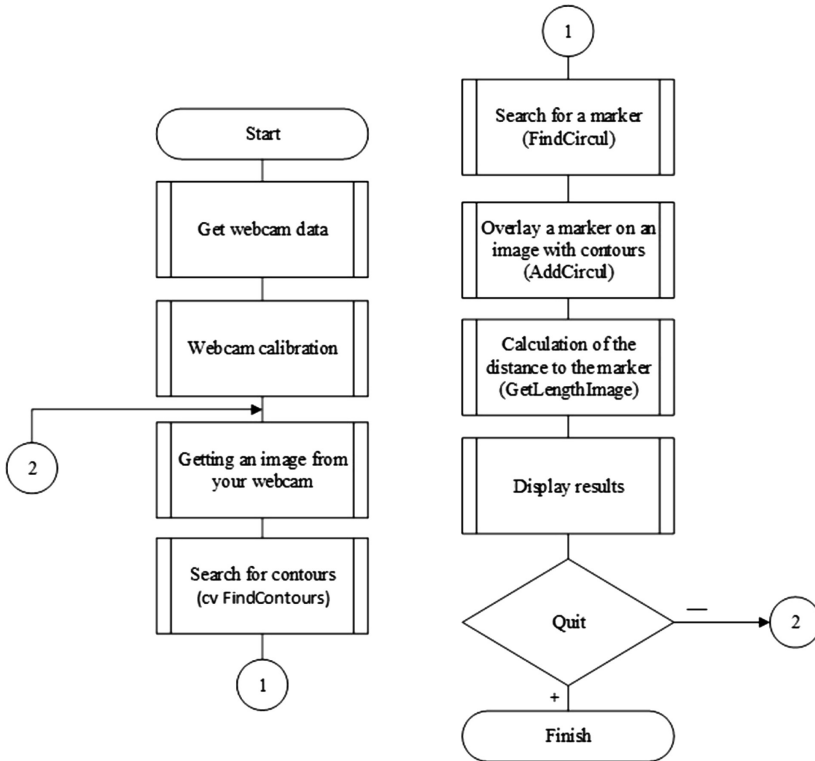 Start
Get webcam data
Webcam calibration
2
Getting an image from
your webcam
Search for contours
(cv FindContours)
1
1
Search for a marker
(FindCircul)
Overlay a marker on an
image with contours
(AddCircul)
Calculation of the
distance to the marker
(GetLengthImage)
Display results
Quit
—
2
+
Finish